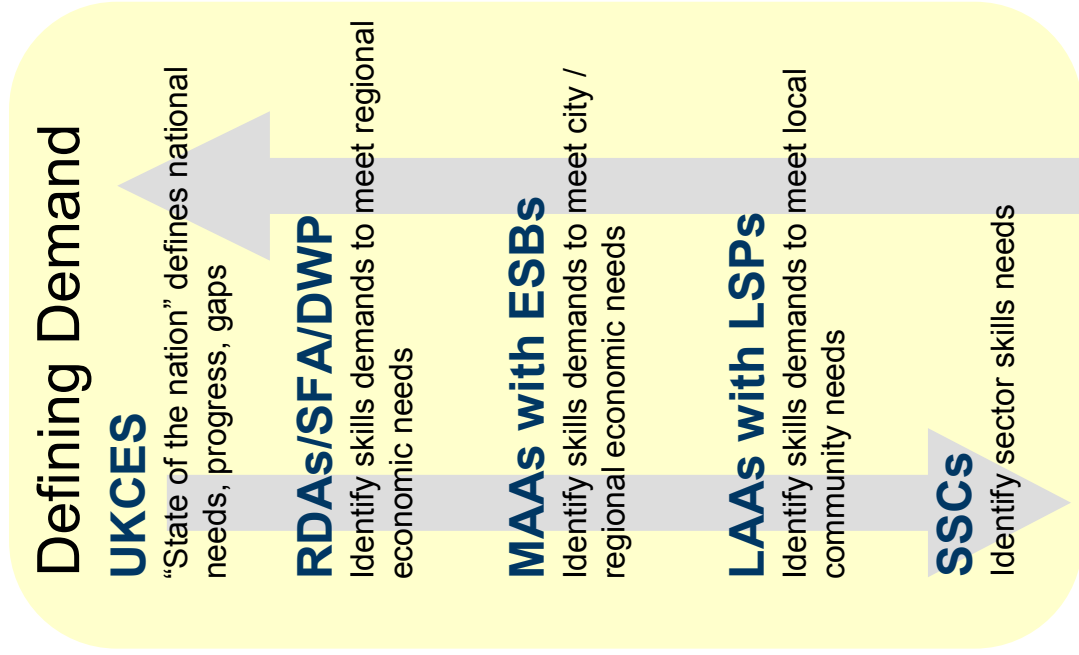 Defining Demand
UKCES
“State of the nation” defines national
needs, progress, gaps
RDAs/SFA/DWP
Identify skills demands to meet regional
economic needs
MAAs with ESBs
Identify skills demands to meet city /
regional economic needs
LAAs with LSPs
Identify skills demands to meet local
community needs
SSCs
Identify sector skills needs